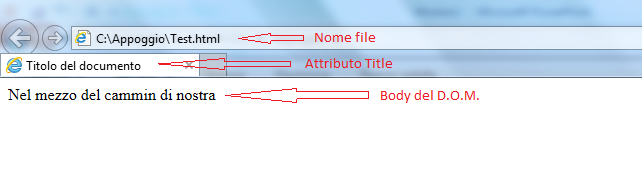 C:\Appoggio\Test.html Nome file
Titolo del documento Attributo Title
Nel mezzo del cammin di nostra Body del D.O.M.